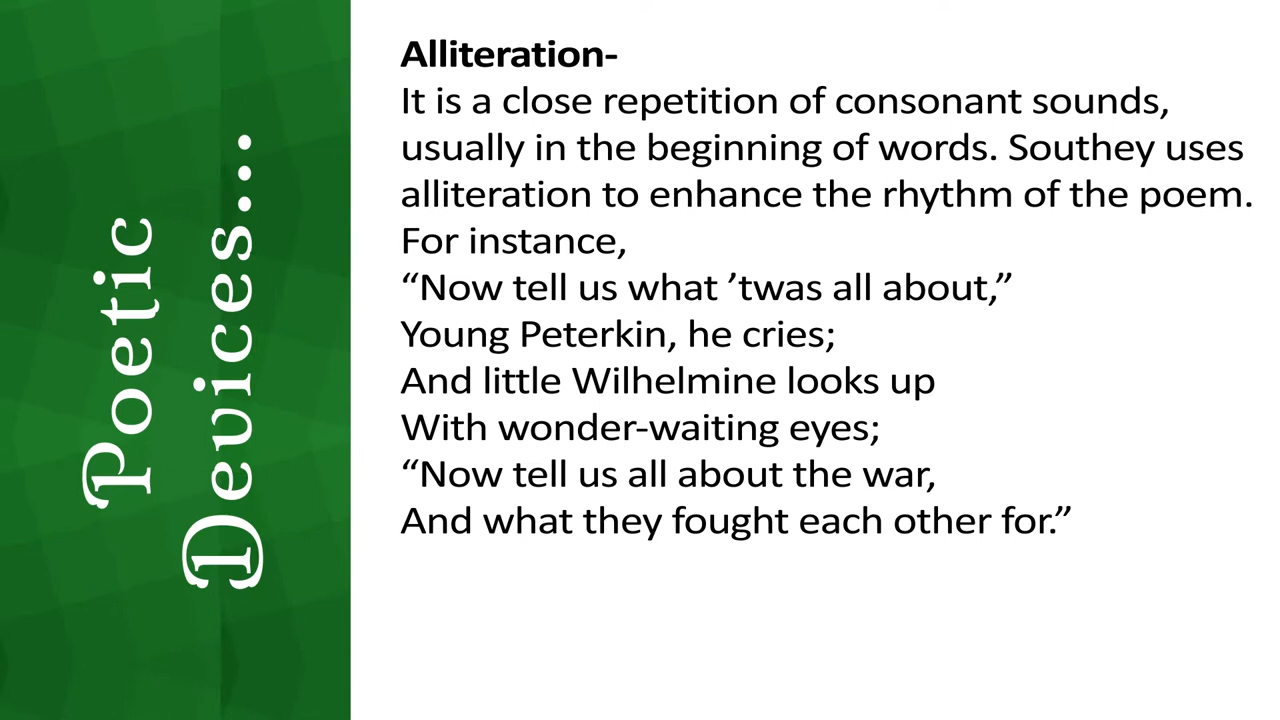 Poetic
Devices...
Alliteration-
It is a close repetition of consonant sounds,
usually in the beginning of words. Southey uses
alliteration to enhance the rhythm of the poem.
For instance,
“Now tell us what ’twas all about,”
Young Peterkin, he cries;
And little Wilhelmine looks up
With wonder-waiting eyes;
“Now tell us all about the war,
And what they fought each other for.”